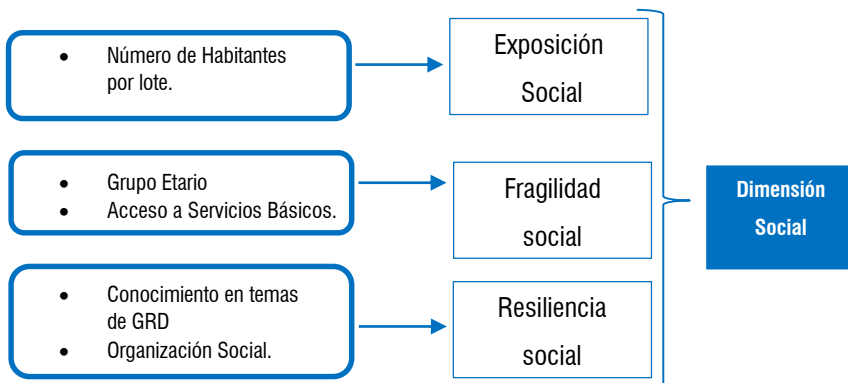 • Número de Habitantes
por lote.
Exposición
Social
• Grupo Etario
• Acceso a Servicios Básicos.
Fragilidad
social
• Conocimiento en temas
de GRD
• Organización Social.
Resiliencia
social
Dimensión
Social